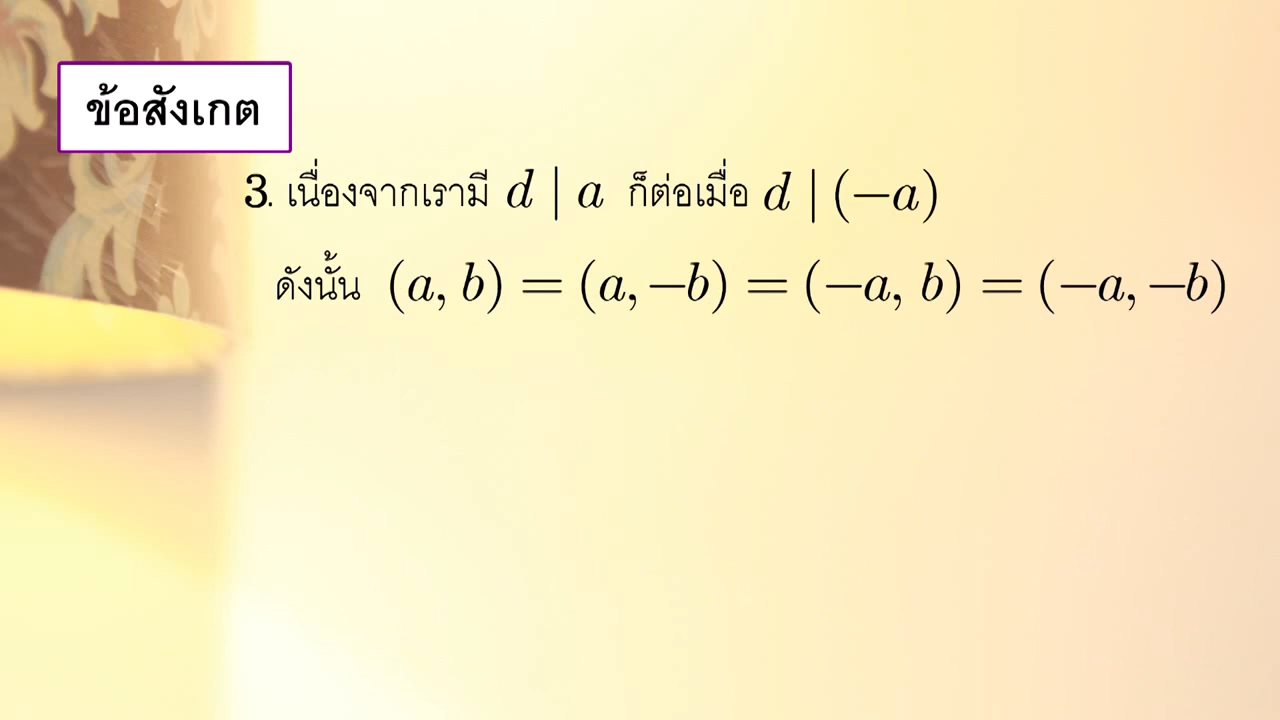 ข้อสังเกต
3. เนื่องจากเรามี d | a ก็ต่อเมื่อ d | (−a)
ดังนั้น (a, b) = (a, −b) = (−a, b) = (−a, −b)